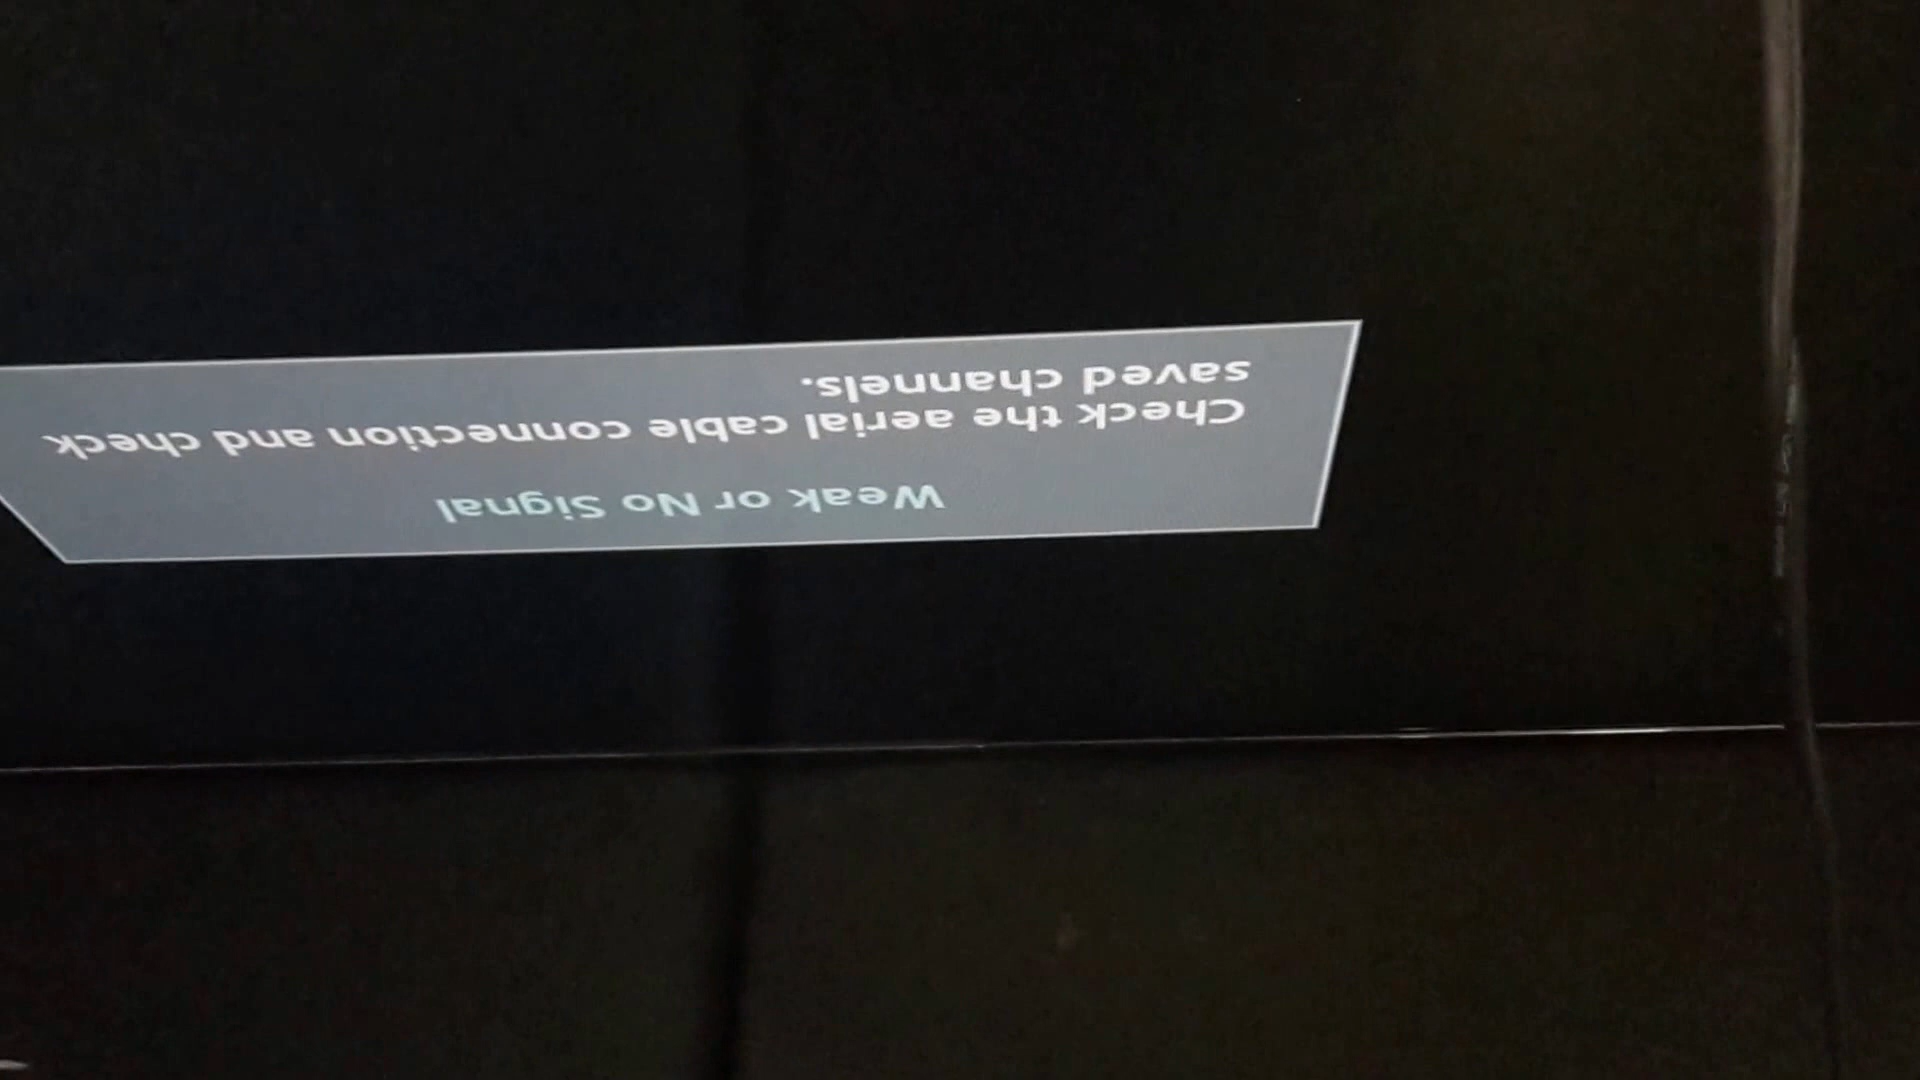 Weak or No Signal
Check the aerial cable connection and check
saved channels.